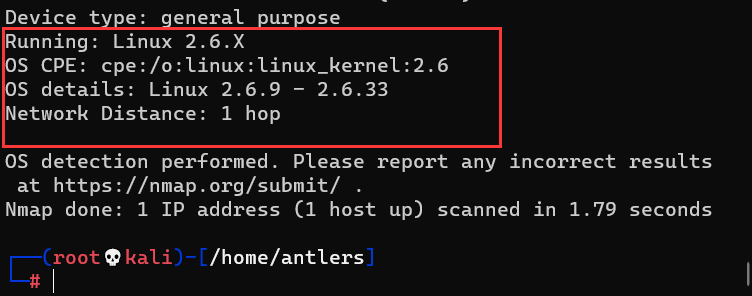 Device type: general purpose
Running: Linux 2.6.X
OS CPE: cpe:/o:linux:linux_kernel:2.6
OS details: Linux 2.6.9 - 2.6.33
Network Distance: 1 hop
OS detection performed. Please report any incorrect results
at https://nmap.org/submit/ .
Nmap done: 1 IP address (1 host up) scanned in 1.79 seconds
┌──(root💀kali)-[/home/antlers]
└─#